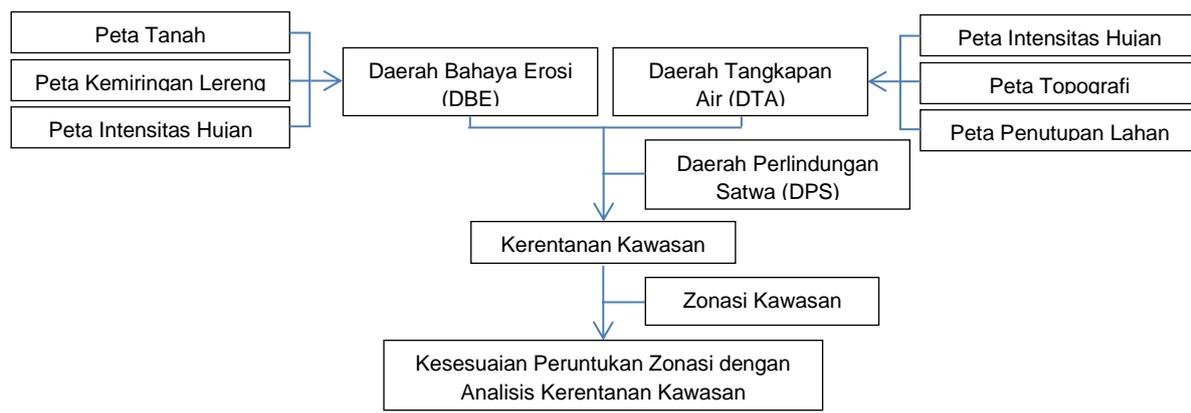 Peta Tanah
Peta Kemiringan Lereng
Peta Intensitas Hujan
Daerah Bahaya Erosi
(DBE)
Daerah Tangkapan
Air (DTA)
Peta Intensitas Hujan
Peta Topografi
Peta Penutupan Lahan
Daerah Perlindungan
Satwa (DPS)
Kerentanan Kawasan
Zonasi Kawasan
Kesesuaian Peruntukan Zonasi dengan
Analisis Kerentanan Kawasan